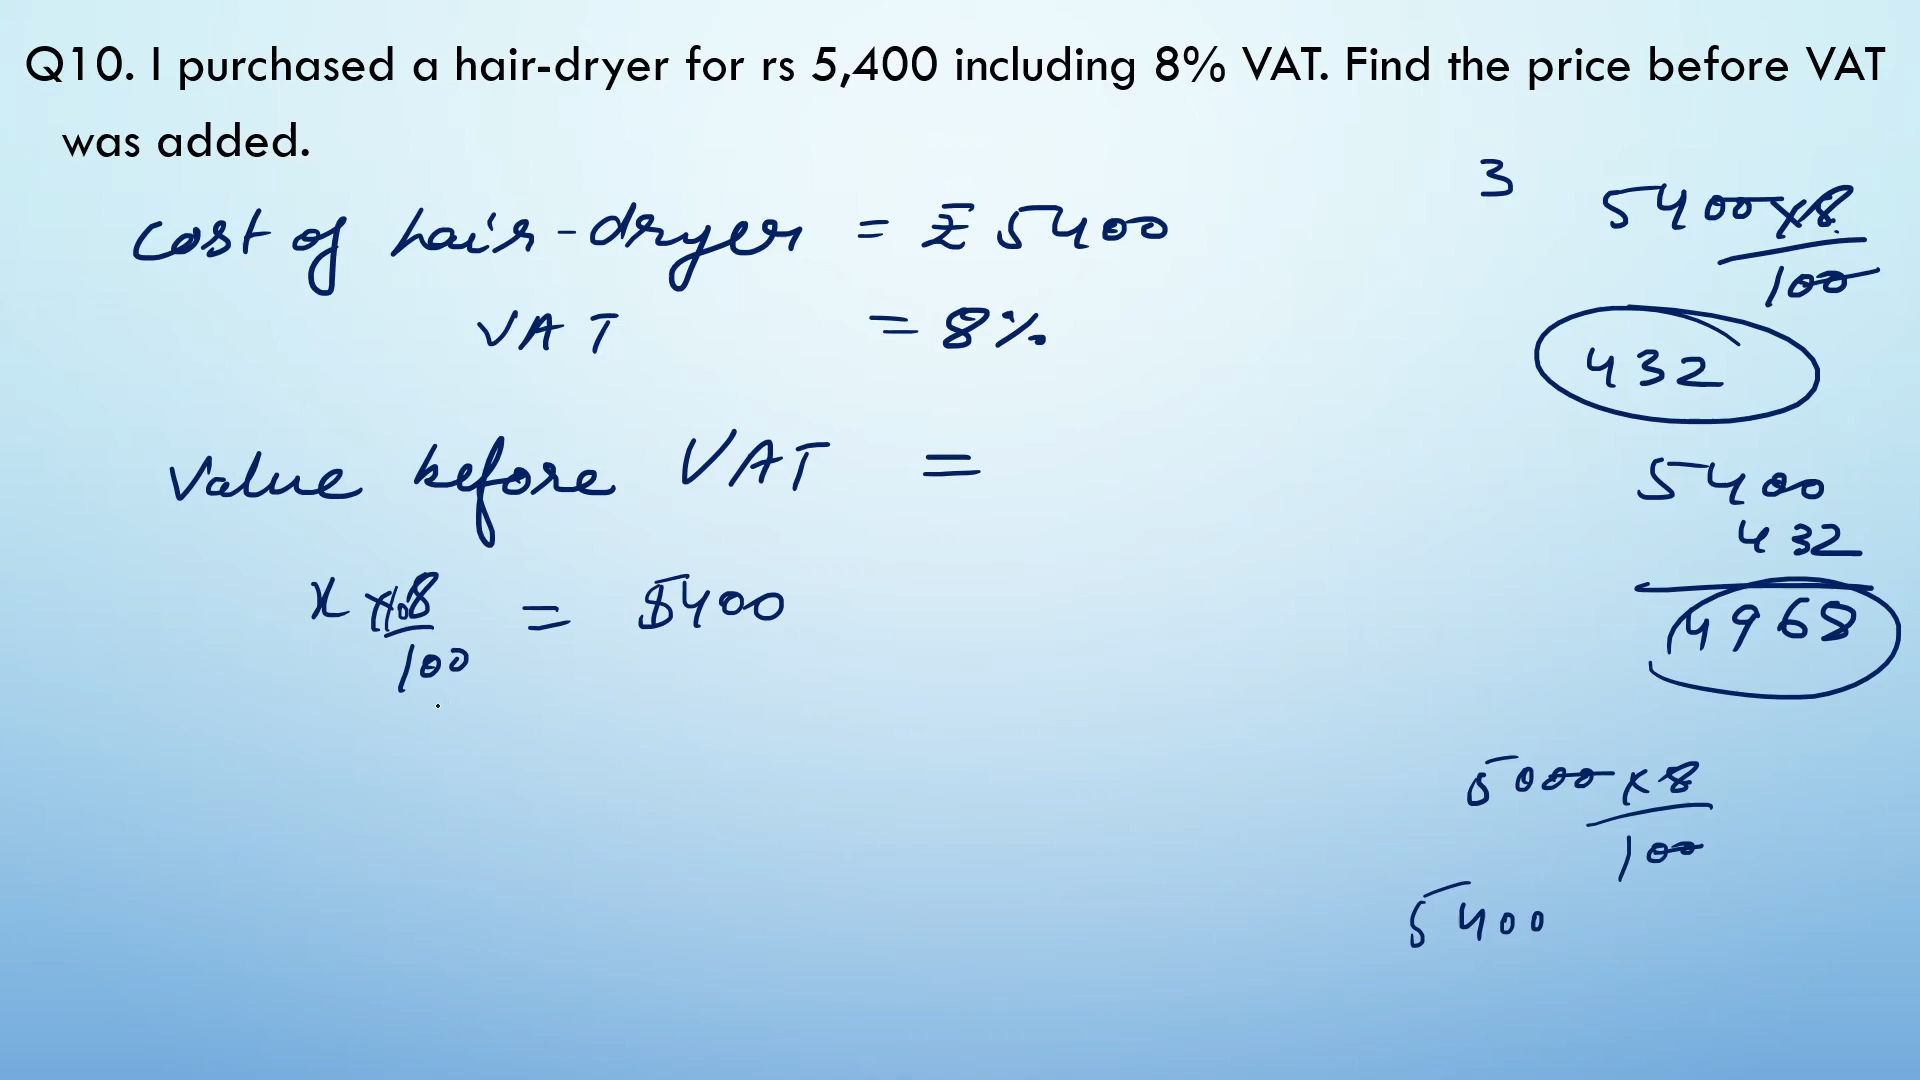 Q10. I purchased a hair-dryer for rs 5,400 including 8% VAT. Find the price before VAT
was added.
cost of hair-dryer = ₹ 5400
VAT = 8%
value before VAT =
x × 8
100
= 5400
3
5400 × 8
100
432
5400
432
4968
5000 × 8
100
5400